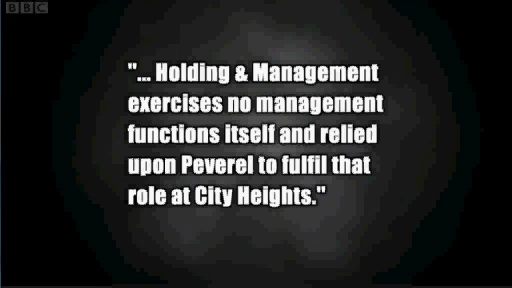 BBC
"... Holding & Management
exercises no management
functions itself and relied
upon Peverel to fulfil that
role at City Heights."